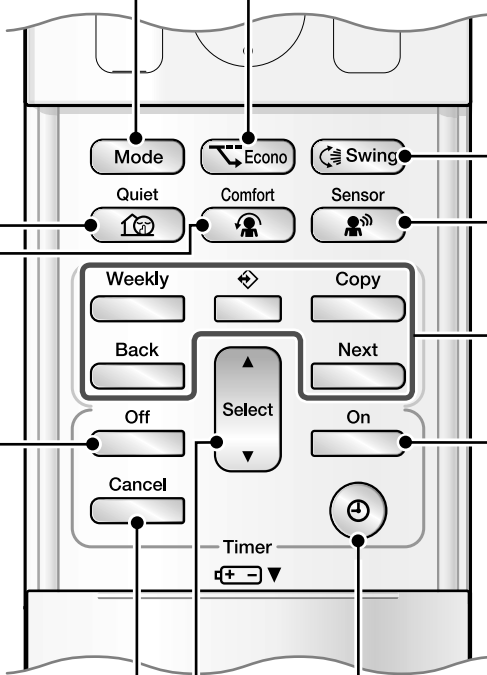 Mode Econo Swing
Quiet Comfort Sensor
Weekly Copy
Back Next
Select
Off On
Cancel
Timer